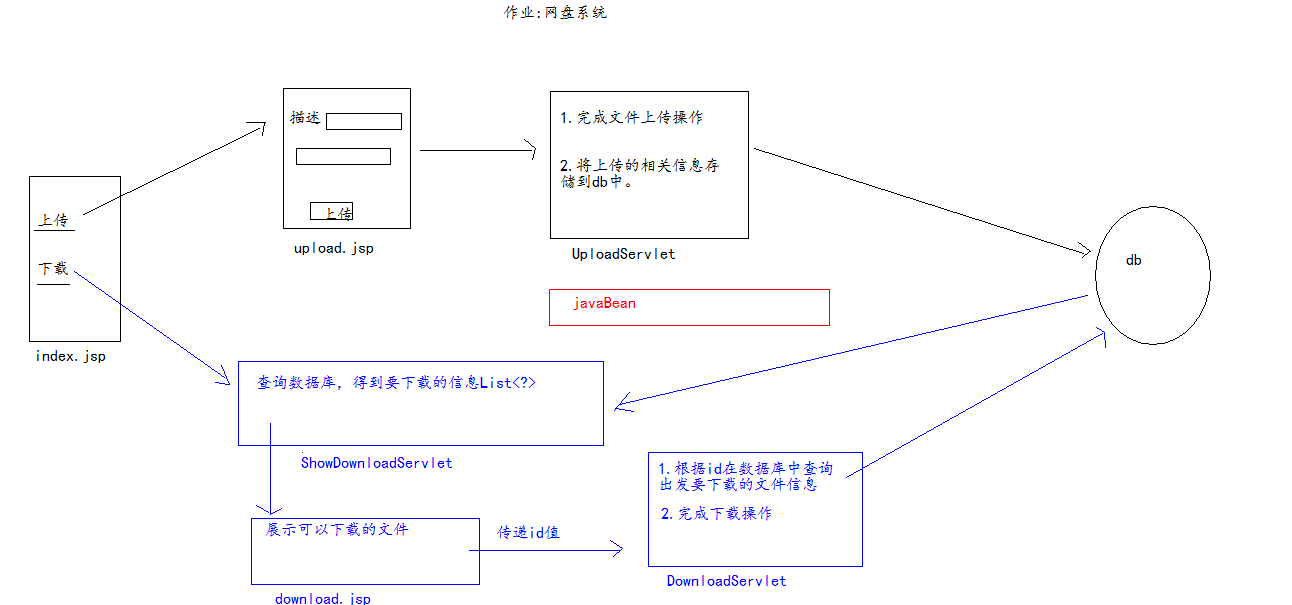 作业:网盘系统
描述
上传
upload.jsp
1.完成文件上传操作
2.将上传的相关信息存
储到db中。
UploadServlet
上传
下载
index.jsp
javaBean
db
查询数据库，得到要下载的信息List<?>
ShowDownloadServlet
展示可以下载的文件
download.jsp
传递id值
1.根据id在数据库中查询
出发要下载的文件信息
2.完成下载操作
DownloadServlet